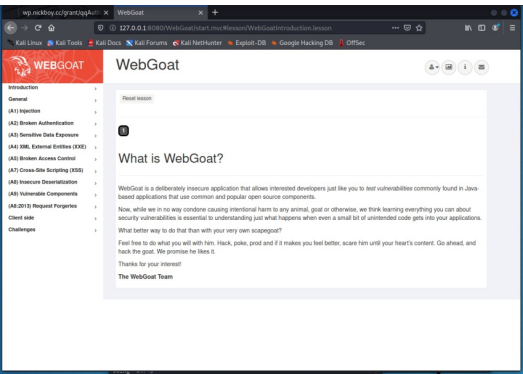 wp.nickboy.cc/grant/qqAuth
WebGoat
127.0.0.1:8080/WebGoat/start.mvc#lesson/WebGoatIntroduction.lesson
Kali Linux
Kali Tools
Kali Docs
Kali Forums
Kali NetHunter
Exploit-DB
Google Hacking DB
OffSec
WEBGOAT
WebGoat
Introduction
General
(A1) Injection
(A2) Broken Authentication
(A3) Sensitive Data Exposure
(A4) XML External Entities (XXE)
(A5) Broken Access Control
(A7) Cross-Site Scripting (XSS)
(A8) Insecure Deserialization
(A9) Vulnerable Components
(A8:2013) Request Forgeries
Client side
Challenges
Reset lesson
1
What is WebGoat?
WebGoat is a deliberately insecure application that allows interested developers just like you to test vulnerabilities commonly found in Java-
based applications that use common and popular open source components.
Now, while we in no way condone causing intentional harm to any animal, goat or otherwise, we think learning everything you can about
security vulnerabilities is essential to understanding just what happens when even a small bit of unintended code gets into your applications.
What better way to do that than with your very own scapegoat?
Feel free to do what you will with him. Hack, poke, prod and if it makes you feel better, scare him until your heart's content. Go ahead, and
hack the goat. We promise he likes it.
Thanks for your interest!
The WebGoat Team